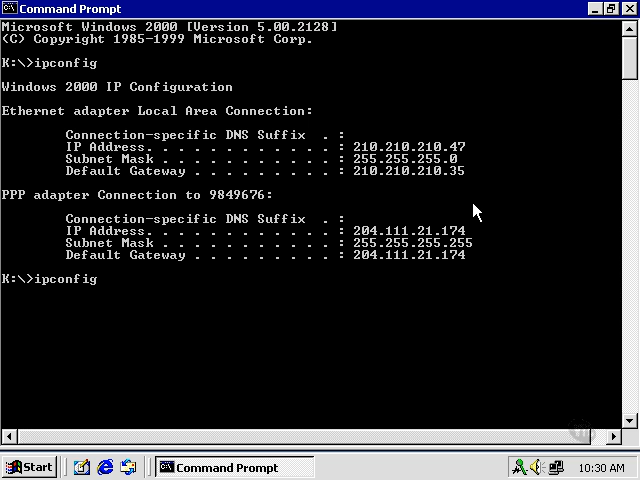 Command Prompt
Microsoft Windows 2000 [Version 5.00.2128]
(C) Copyright 1985-1999 Microsoft Corp.
K:\>ipconfig
Windows 2000 IP Configuration
Ethernet adapter Local Area Connection:
Connection-specific DNS Suffix . :
IP Address. . . . . . . . . . . . : 210.210.210.47
Subnet Mask . . . . . . . . . . . : 255.255.255.0
Default Gateway . . . . . . . . . : 210.210.210.35
PPP adapter Connection to 9849676:
Connection-specific DNS Suffix . :
IP Address. . . . . . . . . . . . : 204.111.21.174
Subnet Mask . . . . . . . . . . . : 255.255.255.255
Default Gateway . . . . . . . . . : 204.111.21.174
K:\>ipconfig
Start
Command Prompt
10:30 AM